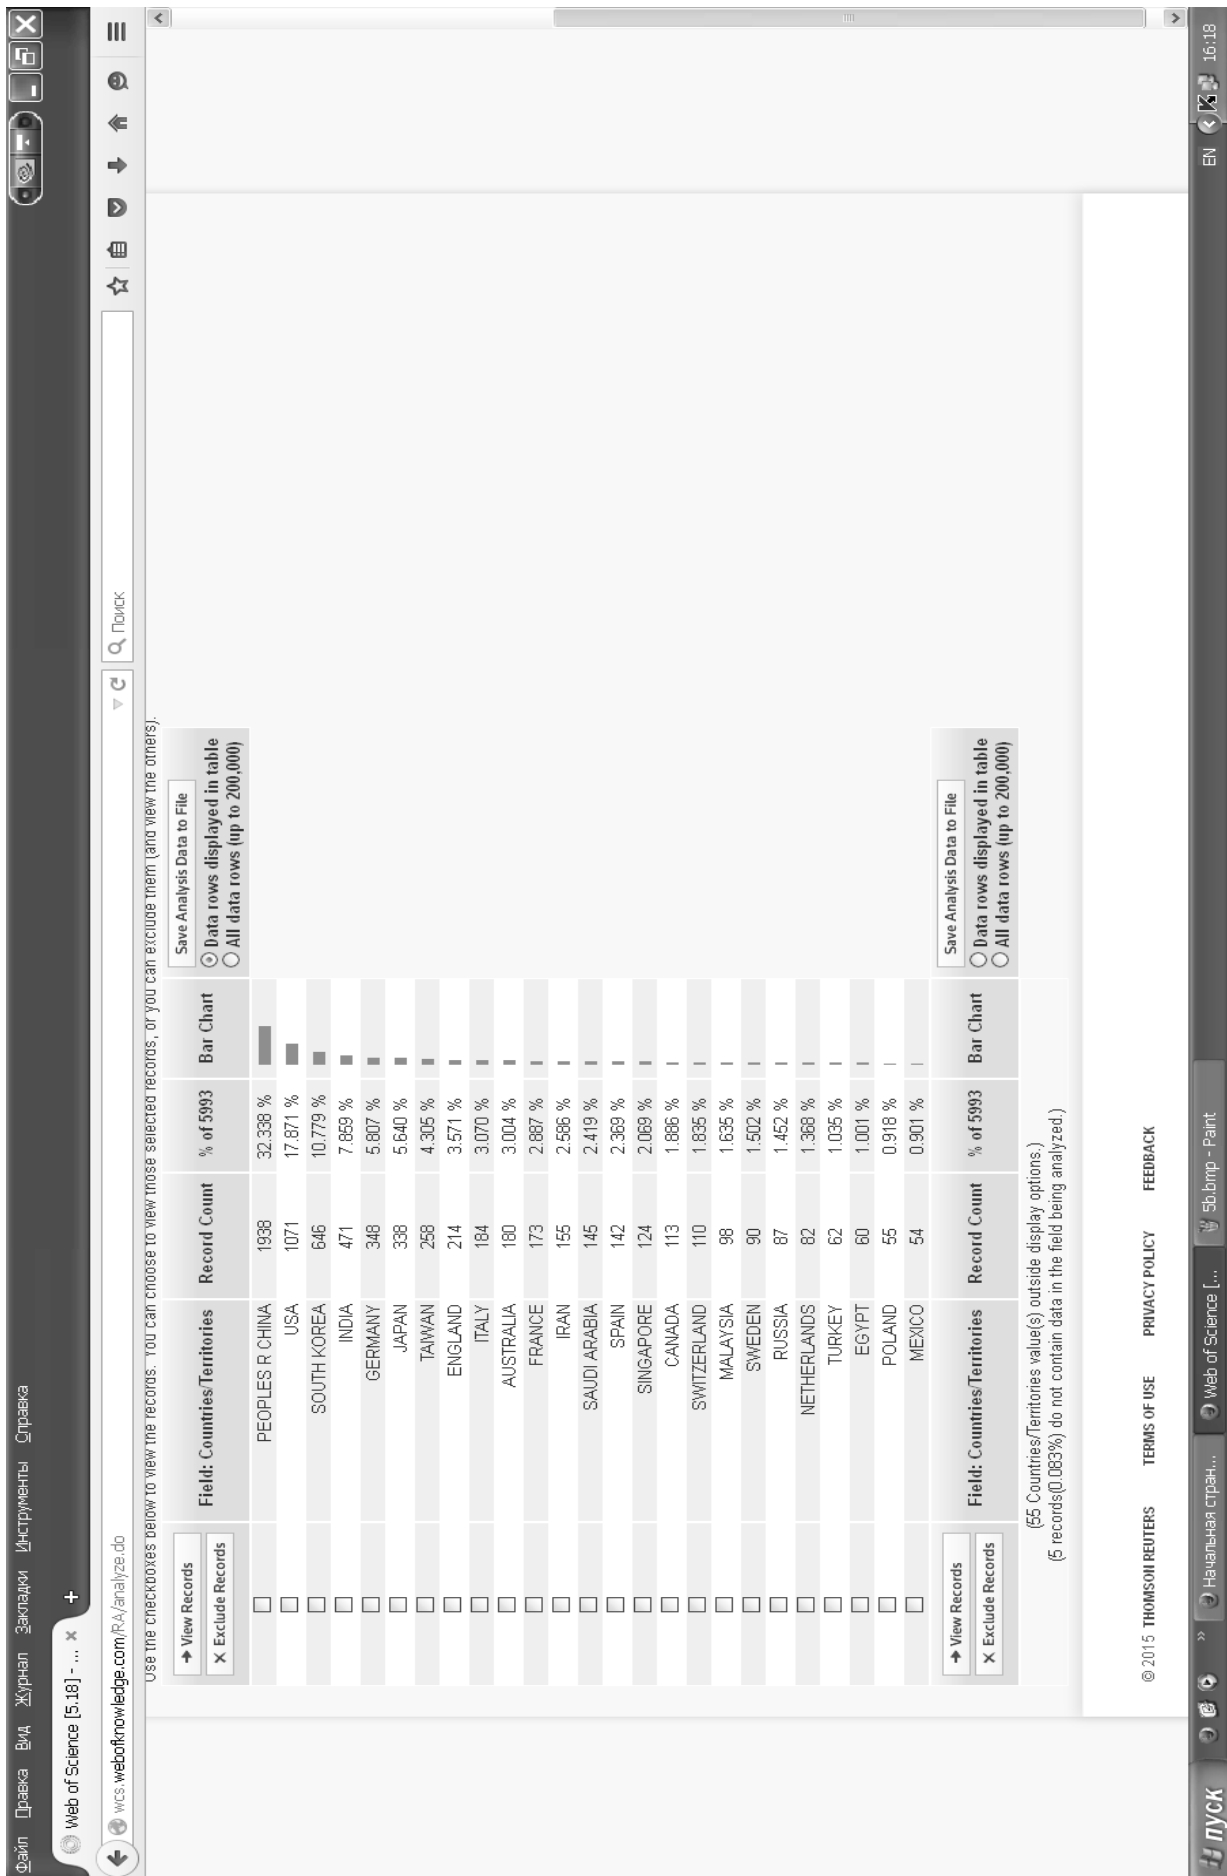 Файл Правка Вид Журнал Закладки Инструменты Справка
Web of Science [5.18] - ... × +
wcs.webofknowledge.com/RA/analyze.do
Поиск
Use the checkboxes below to view the records. You can choose to view those selected records, or you can exclude them (and view the others).
View Records
Exclude Records
Field: Countries/Territories Record Count % of 5993 Bar Chart
Save Analysis Data to File
Data rows displayed in table
All data rows (up to 200,000)
PEOPLES R CHINA 1938 32.338 %
USA 1071 17.871 %
SOUTH KOREA 646 10.779 %
INDIA 471 7.859 %
GERMANY 348 5.807 %
JAPAN 338 5.640 %
TAIWAN 258 4.305 %
ENGLAND 214 3.571 %
ITALY 184 3.070 %
AUSTRALIA 180 3.004 %
FRANCE 173 2.887 %
IRAN 155 2.586 %
SAUDI ARABIA 145 2.419 %
SPAIN 142 2.369 %
SINGAPORE 124 2.069 %
CANADA 113 1.886 %
SWITZERLAND 110 1.835 %
MALAYSIA 98 1.635 %
SWEDEN 90 1.502 %
RUSSIA 87 1.452 %
NETHERLANDS 82 1.368 %
TURKEY 62 1.035 %
EGYPT 60 1.001 %
POLAND 55 0.918 %
MEXICO 54 0.901 %
View Records
Exclude Records
Field: Countries/Territories Record Count % of 5993 Bar Chart
Save Analysis Data to File
Data rows displayed in table
All data rows (up to 200,000)
(55 Countries/Territories value(s) outside display options.)
(5 records(0.083%) do not contain data in the field being analyzed.)
© 2015 THOMSON REUTERS TERMS OF USE PRIVACY POLICY FEEDBACK
пуск » Начальная стран... Web of Science [... 5b.bmp - Paint EN 16:18